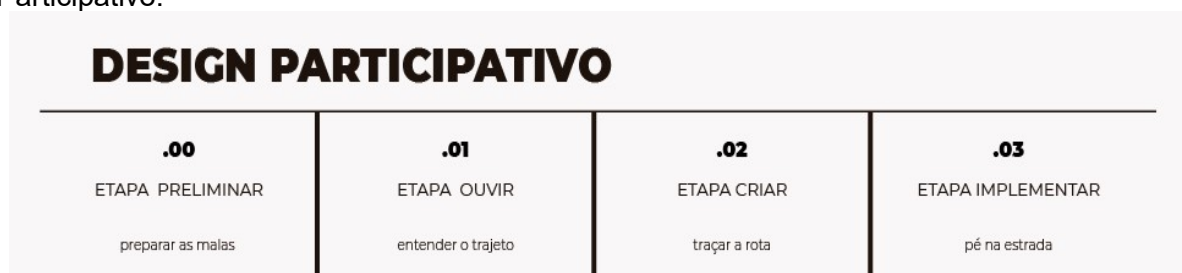 Participativo.
DESIGN PARTICIPATIVO
.00
ETAPA PRELIMINAR
preparar as malas
.01
ETAPA OUVIR
entender o trajeto
.02
ETAPA CRIAR
traçar a rota
.03
ETAPA IMPLEMENTAR
pé na estrada